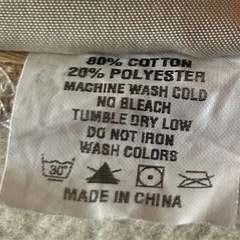 80% COTTON
20% POLYESTER
MACHINE WASH COLD
NO BLEACH
TUMBLE DRY LOW
DO NOT IRON
WASH COLORS
30°
MADE IN CHINA